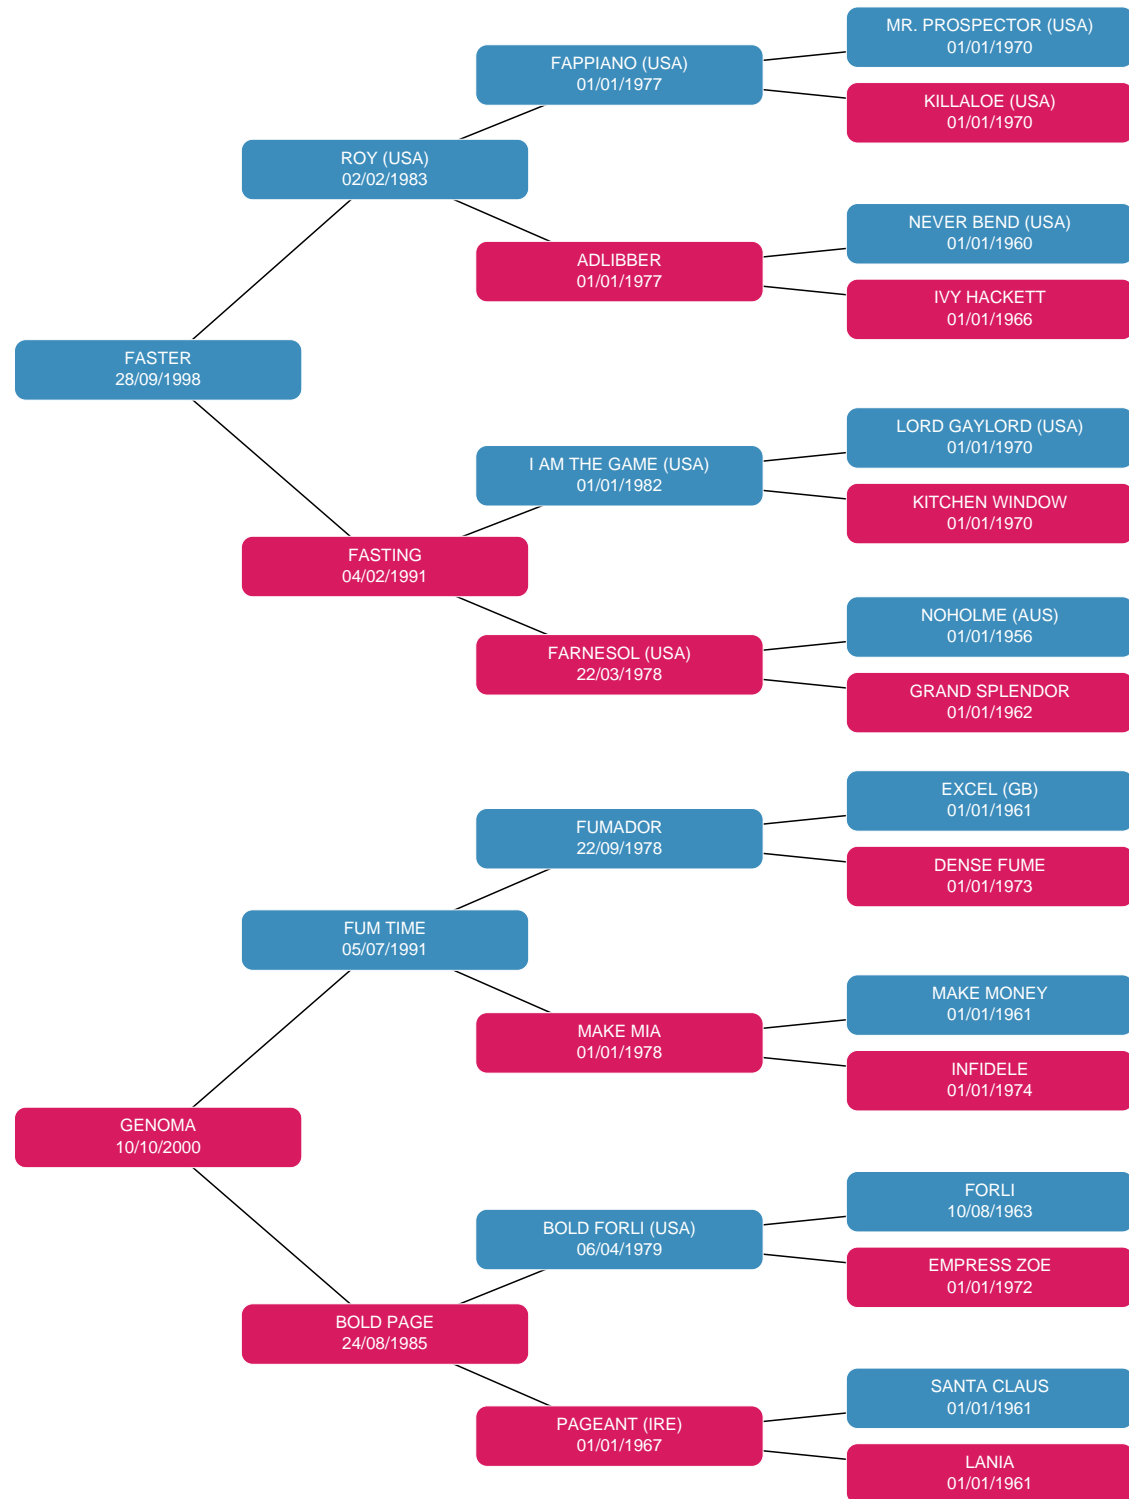 MR. PROSPECTOR (USA)
01/01/1970
FAPPIANO (USA)
01/01/1977
KILLALOE (USA)
01/01/1970
ROY (USA)
02/02/1983
NEVER BEND (USA)
01/01/1960
ADLIBBER
01/01/1977
IVY HACKETT
01/01/1966
FASTER
28/09/1998
LORD GAYLORD (USA)
01/01/1970
I AM THE GAME (USA)
01/01/1982
KITCHEN WINDOW
01/01/1970
FASTING
04/02/1991
NOHOLME (AUS)
01/01/1956
FARNESOL (USA)
22/03/1978
GRAND SPLENDOR
01/01/1962
EXCEL (GB)
01/01/1961
FUMADOR
22/09/1978
DENSE FUME
01/01/1973
FUM TIME
05/07/1991
MAKE MONEY
01/01/1961
MAKE MIA
01/01/1978
INFIDELE
01/01/1974
GENOMA
10/10/2000
FORLI
10/08/1963
BOLD FORLI (USA)
06/04/1979
EMPRESS ZOE
01/01/1972
BOLD PAGE
24/08/1985
SANTA CLAUS
01/01/1961
PAGEANT (IRE)
01/01/1967
LANIA
01/01/1961